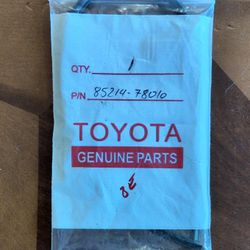 QTY. 1
P/N 85214-78010
TOYOTA
GENUINE PARTS